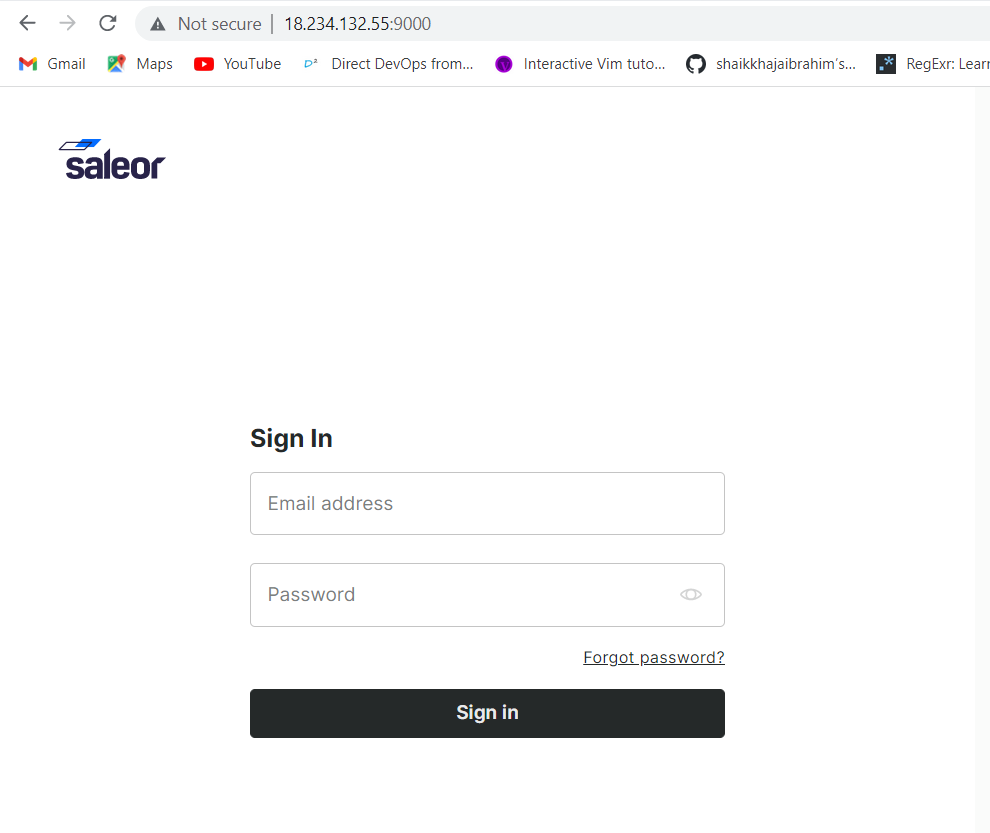 Not secure | 18.234.132.55:9000
Gmail Maps YouTube Direct DevOps from... Interactive Vim tuto... shaikkhajaibrahim's... RegExr: Lear
saleor
Sign In
Email address
Password
Forgot password?
Sign in